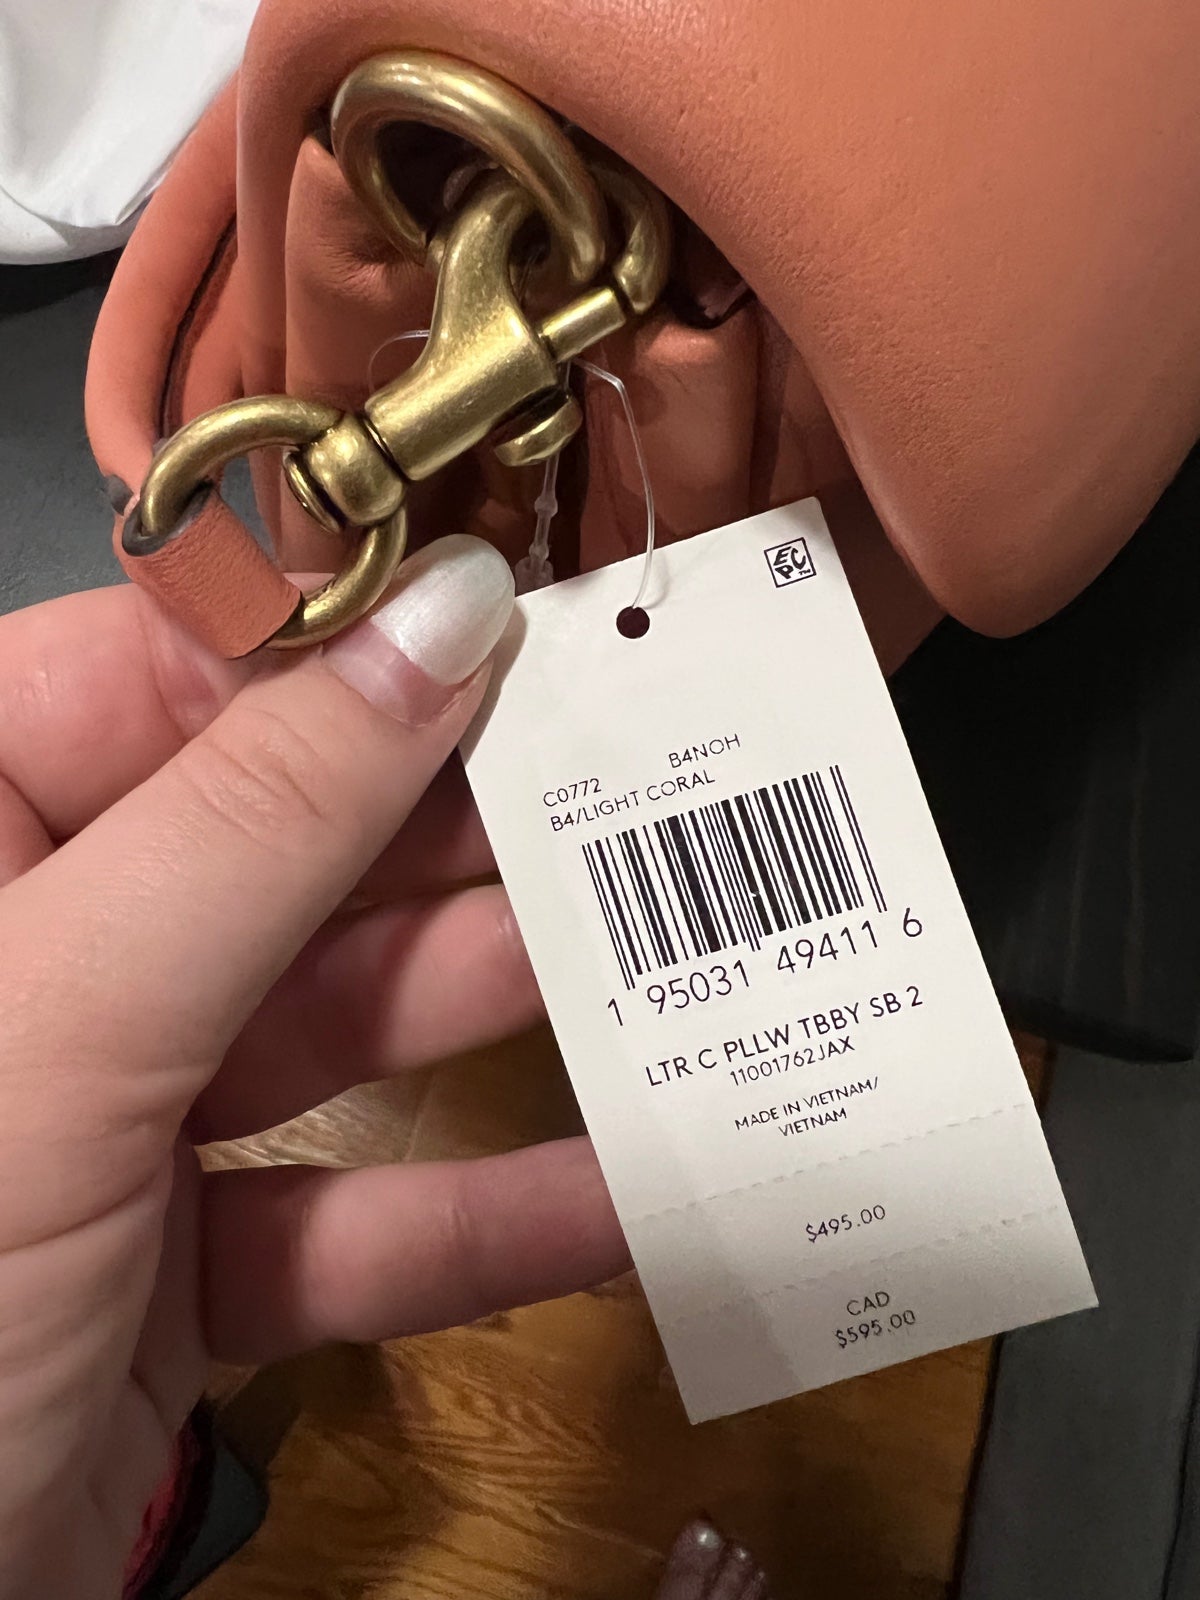 EPC™
C0772 B4NOH
B4/LIGHT CORAL
1 95031 49411 6
LTR C PLLW TBBY SB 2
11001762JAX
MADE IN VIETNAM/
VIETNAM
$495.00
CAD
$595.00